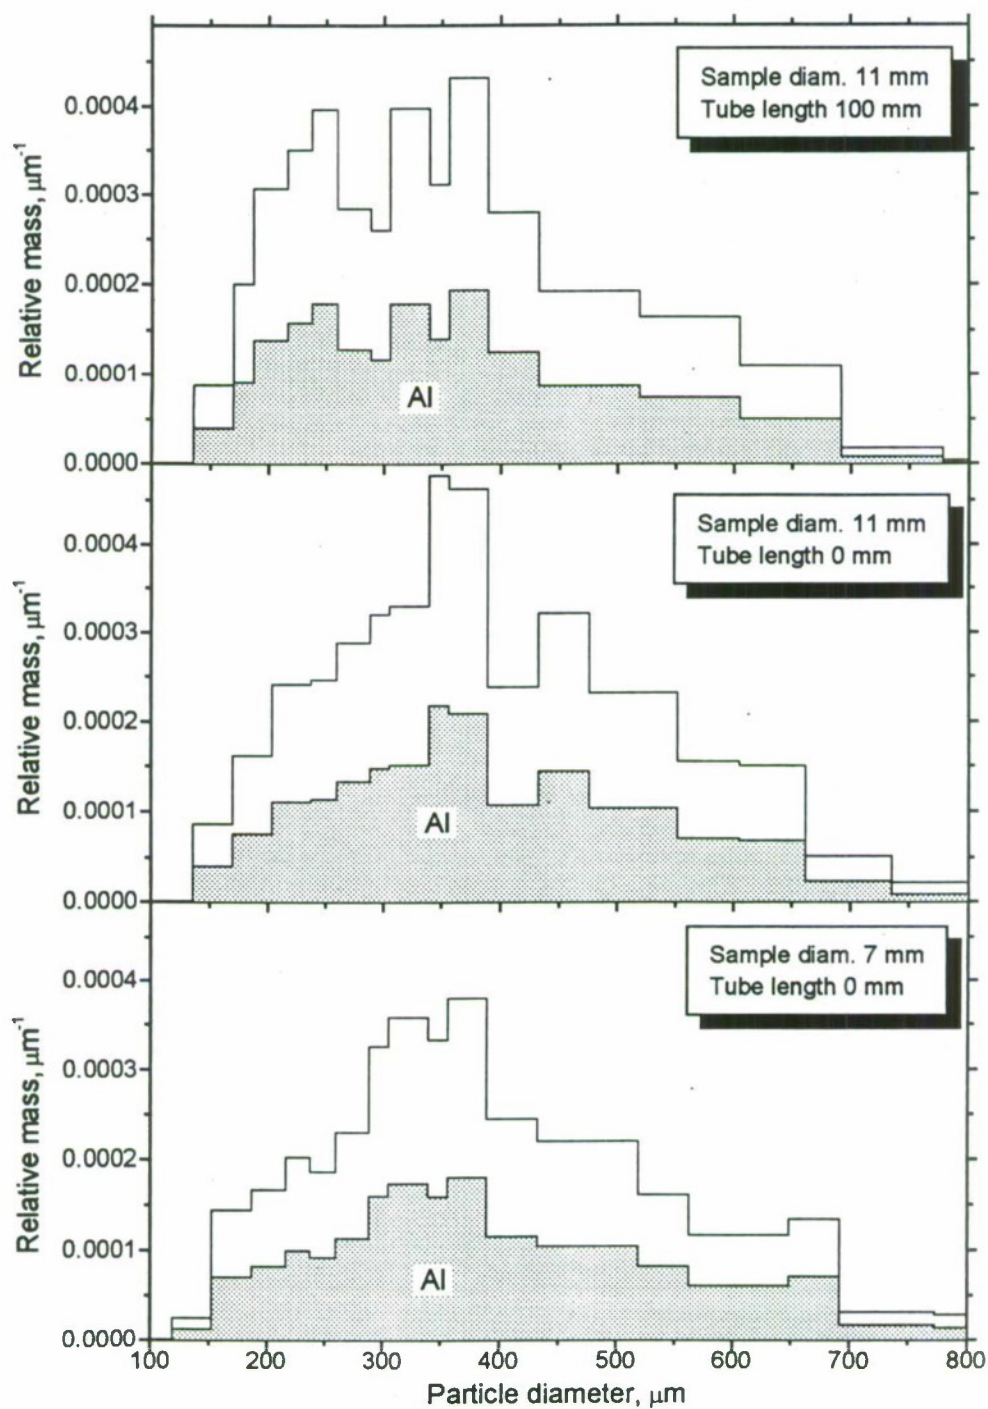 Sample diam. 11 mm
Tube length 100 mm
0.0004
0.0003
0.0002
0.0001
0.0000
Relative mass, μm⁻¹
Al
Sample diam. 11 mm
Tube length 0 mm
0.0004
0.0003
0.0002
0.0001
0.0000
Relative mass, μm⁻¹
Al
Sample diam. 7 mm
Tube length 0 mm
0.0004
0.0003
0.0002
0.0001
0.0000
Relative mass, μm⁻¹
Al
100 200 300 400 500 600 700 800
Particle diameter, μm